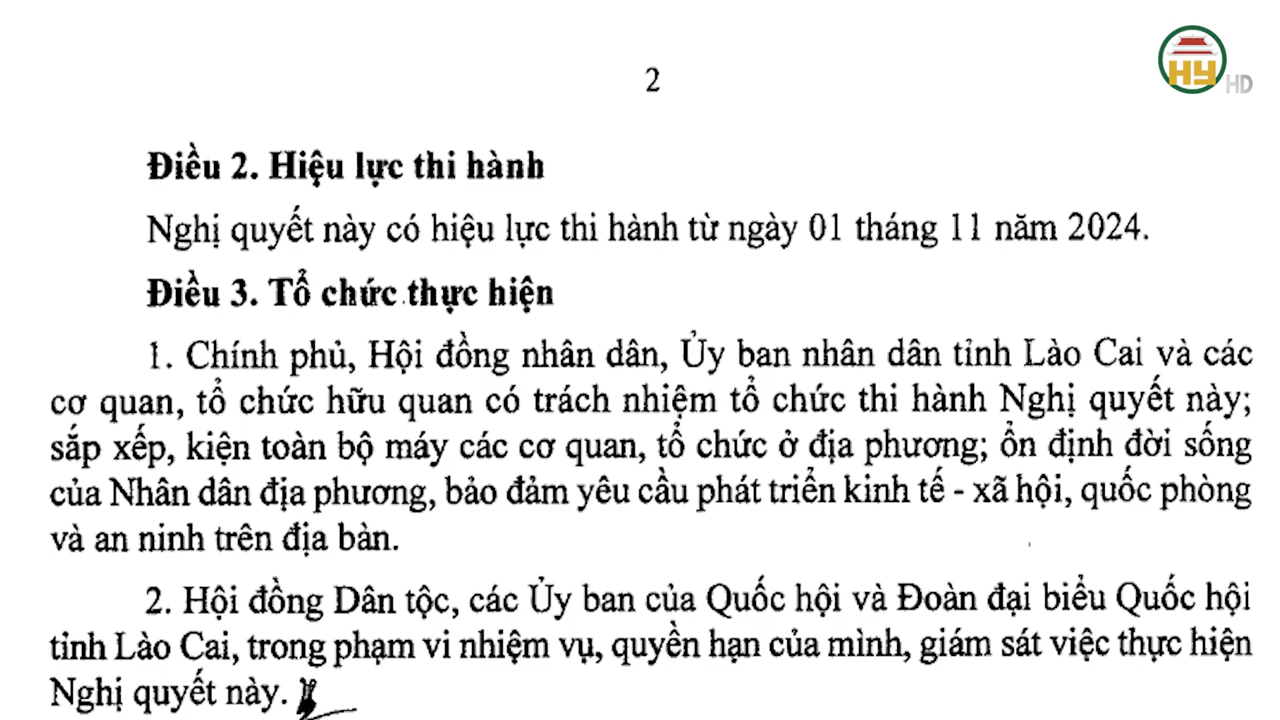 HY HD
2
Điều 2. Hiệu lực thi hành
Nghị quyết này có hiệu lực thi hành từ ngày 01 tháng 11 năm 2024.
Điều 3. Tổ chức thực hiện
1. Chính phủ, Hội đồng nhân dân, Ủy ban nhân dân tỉnh Lào Cai và các
cơ quan, tổ chức hữu quan có trách nhiệm tổ chức thi hành Nghị quyết này;
sắp xếp, kiện toàn bộ máy các cơ quan, tổ chức ở địa phương; ổn định đời sống
của Nhân dân địa phương, bảo đảm yêu cầu phát triển kinh tế - xã hội, quốc phòng
và an ninh trên địa bàn.
2. Hội đồng Dân tộc, các Ủy ban của Quốc hội và Đoàn đại biểu Quốc hội
tỉnh Lào Cai, trong phạm vi nhiệm vụ, quyền hạn của mình, giám sát việc thực hiện
Nghị quyết này.